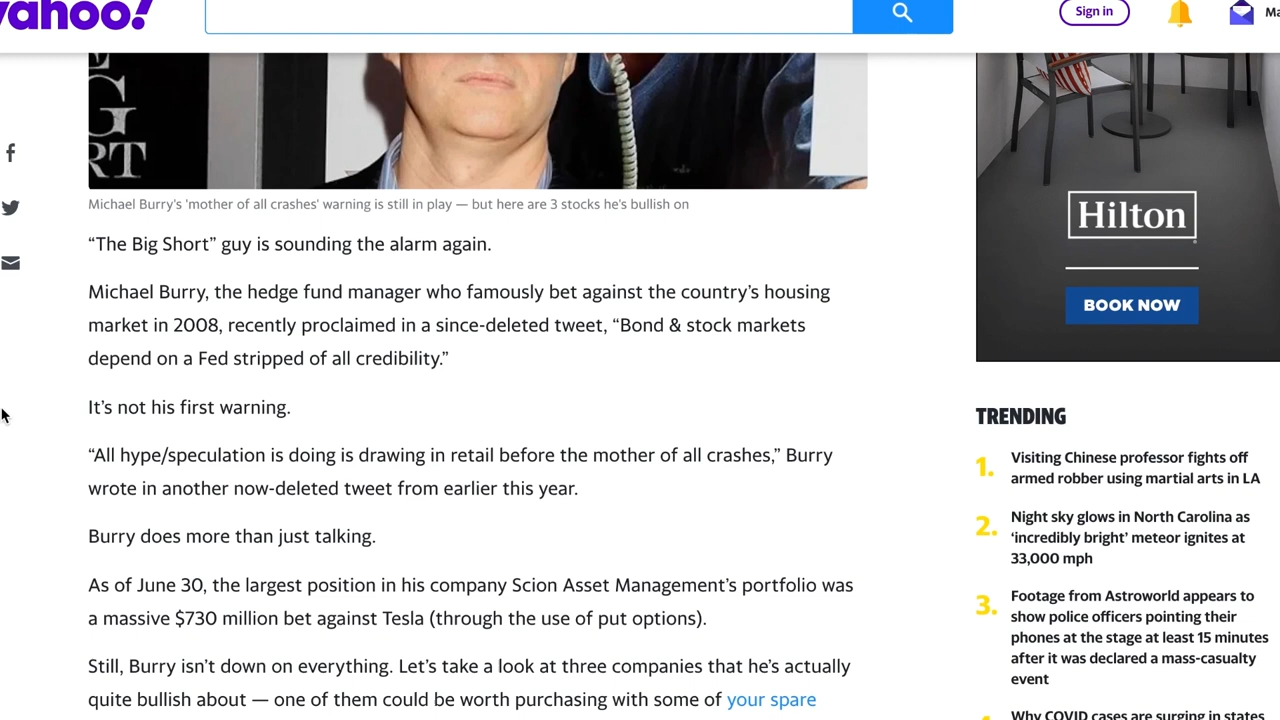 yahoo!
Sign in
Ma
G
RT
Michael Burry's 'mother of all crashes' warning is still in play — but here are 3 stocks he's bullish on
“The Big Short” guy is sounding the alarm again.
Michael Burry, the hedge fund manager who famously bet against the country’s housing
market in 2008, recently proclaimed in a since-deleted tweet, “Bond & stock markets
depend on a Fed stripped of all credibility.”
It’s not his first warning.
“All hype/speculation is doing is drawing in retail before the mother of all crashes,” Burry
wrote in another now-deleted tweet from earlier this year.
Burry does more than just talking.
As of June 30, the largest position in his company Scion Asset Management’s portfolio was
a massive $730 million bet against Tesla (through the use of put options).
Still, Burry isn’t down on everything. Let’s take a look at three companies that he’s actually
quite bullish about — one of them could be worth purchasing with some of your spare
Hilton
BOOK NOW
TRENDING
1. Visiting Chinese professor fights off
armed robber using martial arts in LA
2. Night sky glows in North Carolina as
‘incredibly bright’ meteor ignites at
33,000 mph
3. Footage from Astroworld appears to
show police officers pointing their
phones at the stage at least 15 minutes
after it was declared a mass-casualty
event
Why COVID cases are surging in states